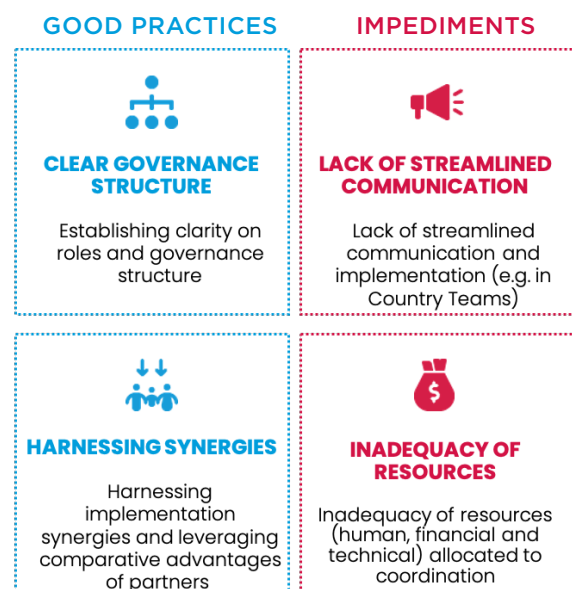 GOOD PRACTICES
IMPEDIMENTS
CLEAR GOVERNANCE
STRUCTURE
Establishing clarity on
roles and governance
structure
LACK OF STREAMLINED
COMMUNICATION
Lack of streamlined
communication and
implementation (e.g. in
Country Teams)
HARNESSING SYNERGIES
Harnessing
implementation
synergies and leveraging
comparative advantages
of partners
$
INADEQUACY OF
RESOURCES
Inadequacy of resources
(human, financial and
technical) allocated to
coordination